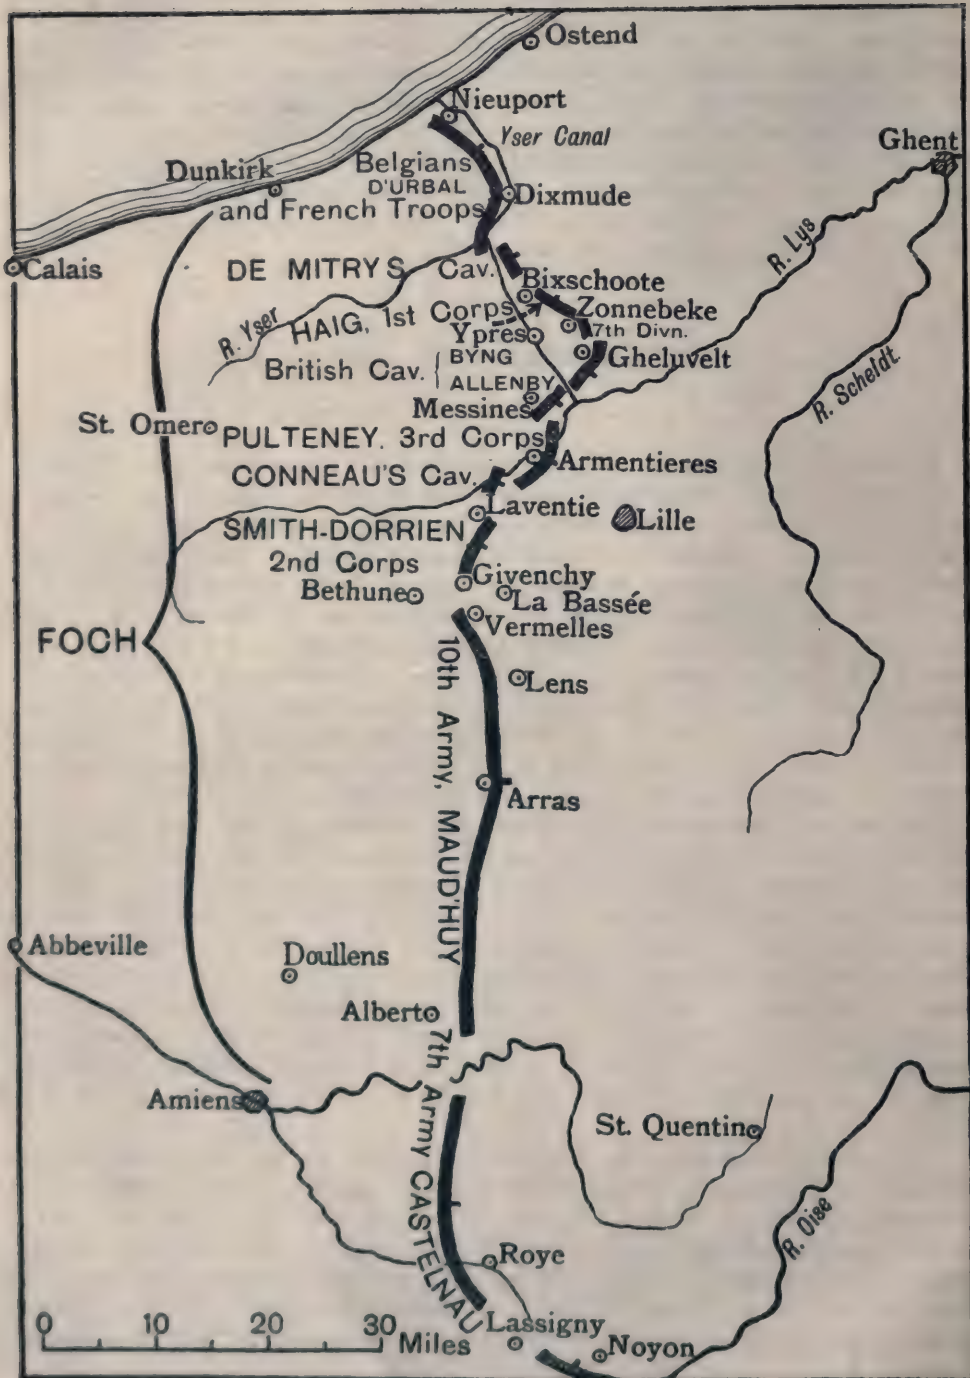 Ostend
Nieuport
Yser Canal
Ghent
Dunkirk
Belgians
D'URBAL
and French Troops
Dixmude
R. Lys
Calais
DE MITRYS Cav.
Bixschoote
R. Yser
HAIG, 1st Corps
Zonnebeke
Ypres
7th Divn.
British Cav. { BYNG
ALLENBY
Gheluvelt
R. Scheldt.
Messines
St. Omer
PULTENEY. 3rd Corps
Armentieres
CONNEAU'S Cav.
Laventie
Lille
SMITH-DORRIEN
2nd Corps
Givenchy
Bethune
La Bassée
Vermelles
FOCH
10th Army, MAUD'HUY
Lens
Arras
Abbeville
Doullens
Albert
7th Army CASTELNAU
Amiens
St. Quentin
R. Oise
Roye
0 10 20 30
Miles
Lassigny
Noyon